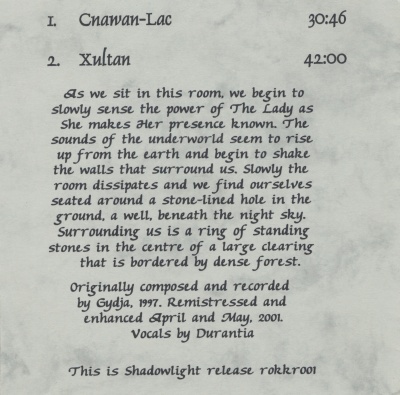 1. Cnawan-Lac 30:46
2. Xultan 42:00
As we sit in this room, we begin to
slowly sense the power of The Lady as
She makes Her presence known. The
sounds of the underworld seem to rise
up from the earth and begin to shake
the walls that surround us. Slowly the
room dissipates and we find ourselves
seated around a stone-lined hole in the
ground, a well, beneath the night sky.
Surrounding us is a ring of standing
stones in the centre of a large clearing
that is bordered by dense forest.
Originally composed and recorded
by Gydja, 1997. Remistressed and
enhanced April and May, 2001.
Vocals by Durantia
This is Shadowlight release rokkr001